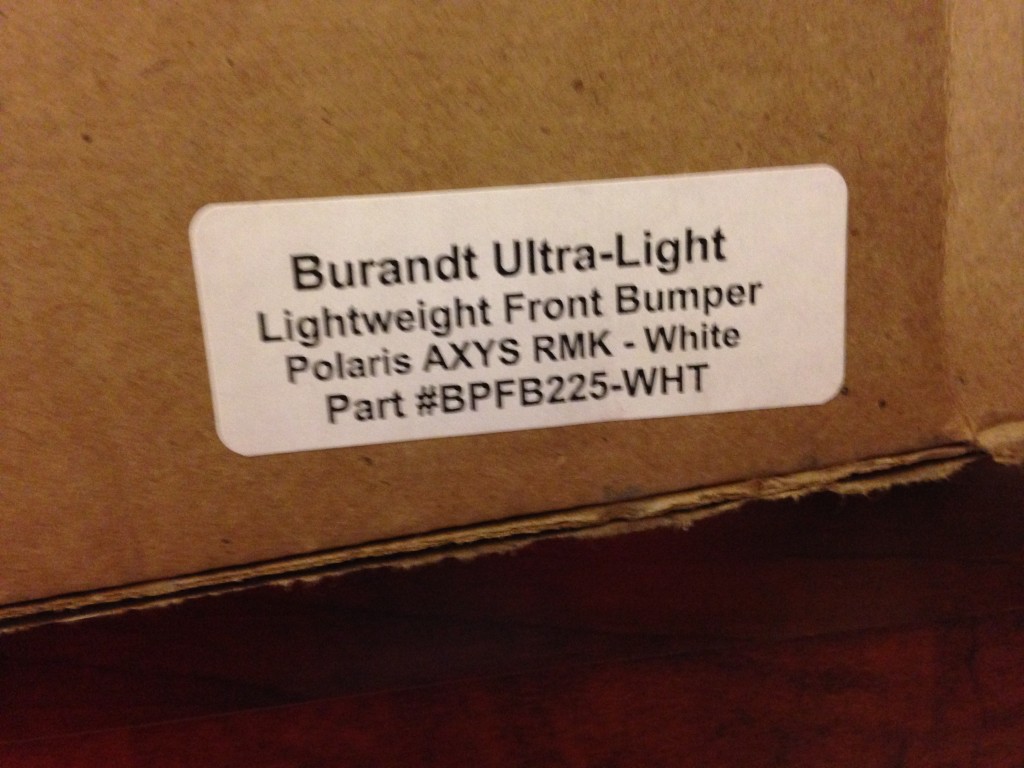 Burandt Ultra-Light
Lightweight Front Bumper
Polaris AXYS RMK - White
Part #BPFB225-WHT